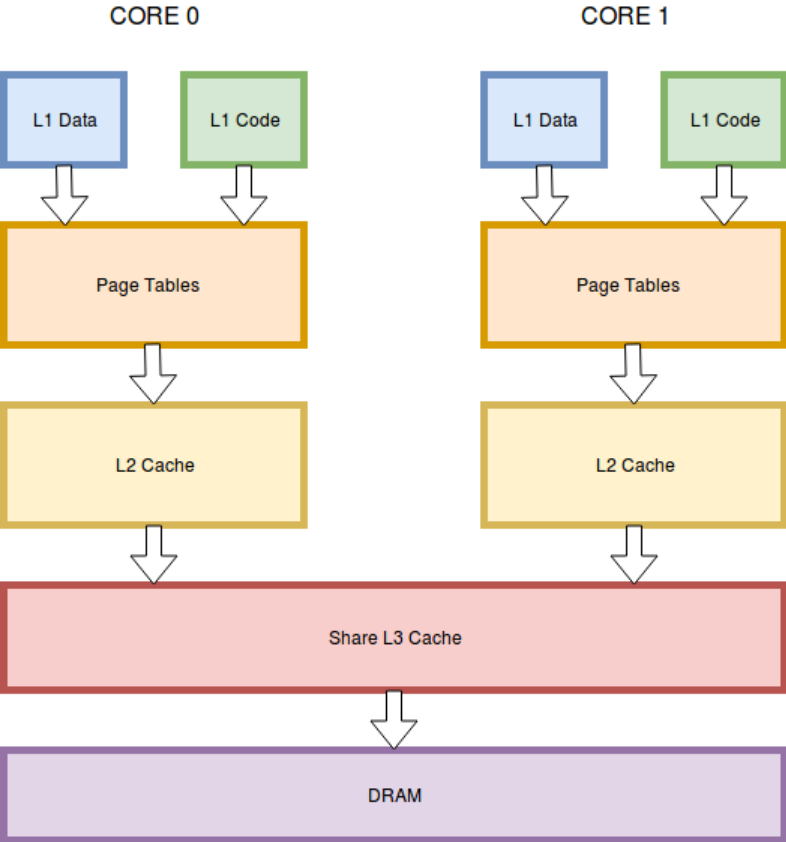 CORE 0
CORE 1
L1 Data
L1 Code
L1 Data
L1 Code
Page Tables
Page Tables
L2 Cache
L2 Cache
Share L3 Cache
DRAM